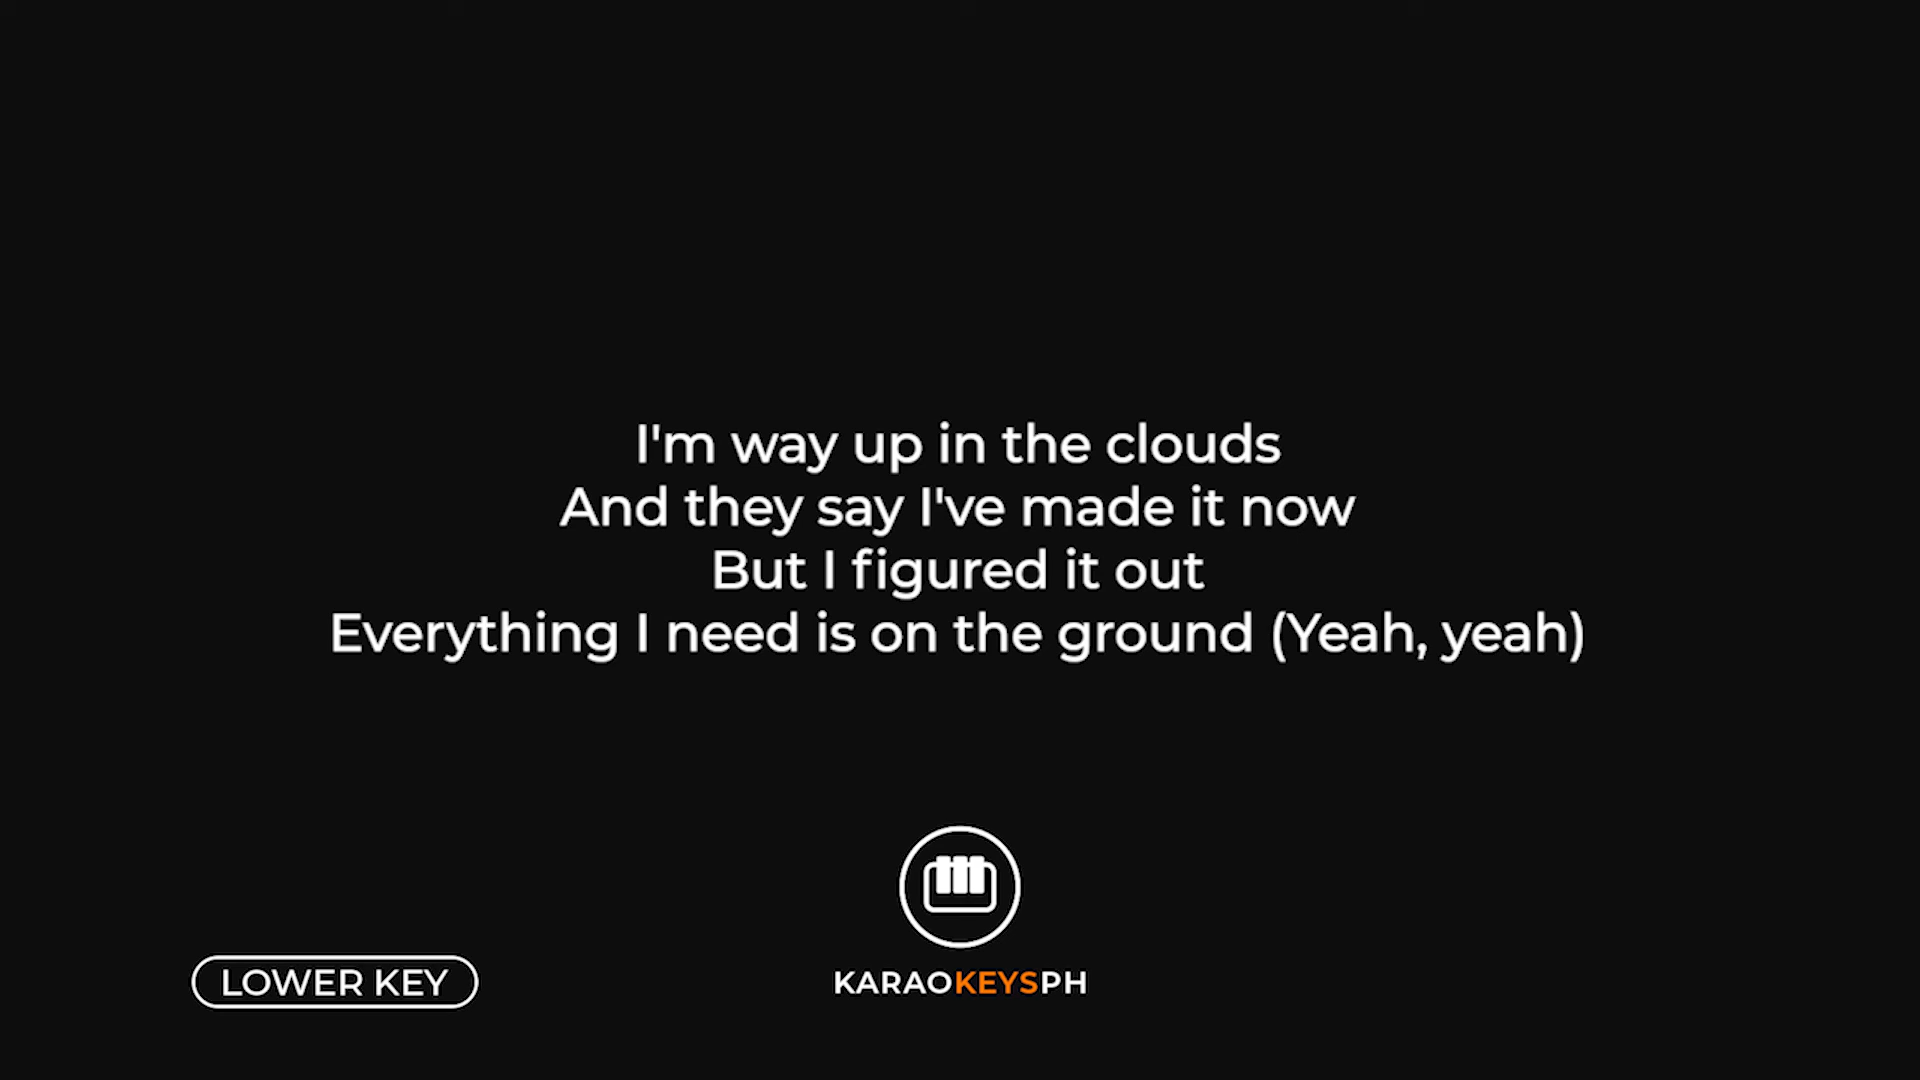 I'm way up in the clouds
And they say I've made it now
But I figured it out
Everything I need is on the ground (Yeah, yeah)
LOWER KEY
KARAOKEYSPH